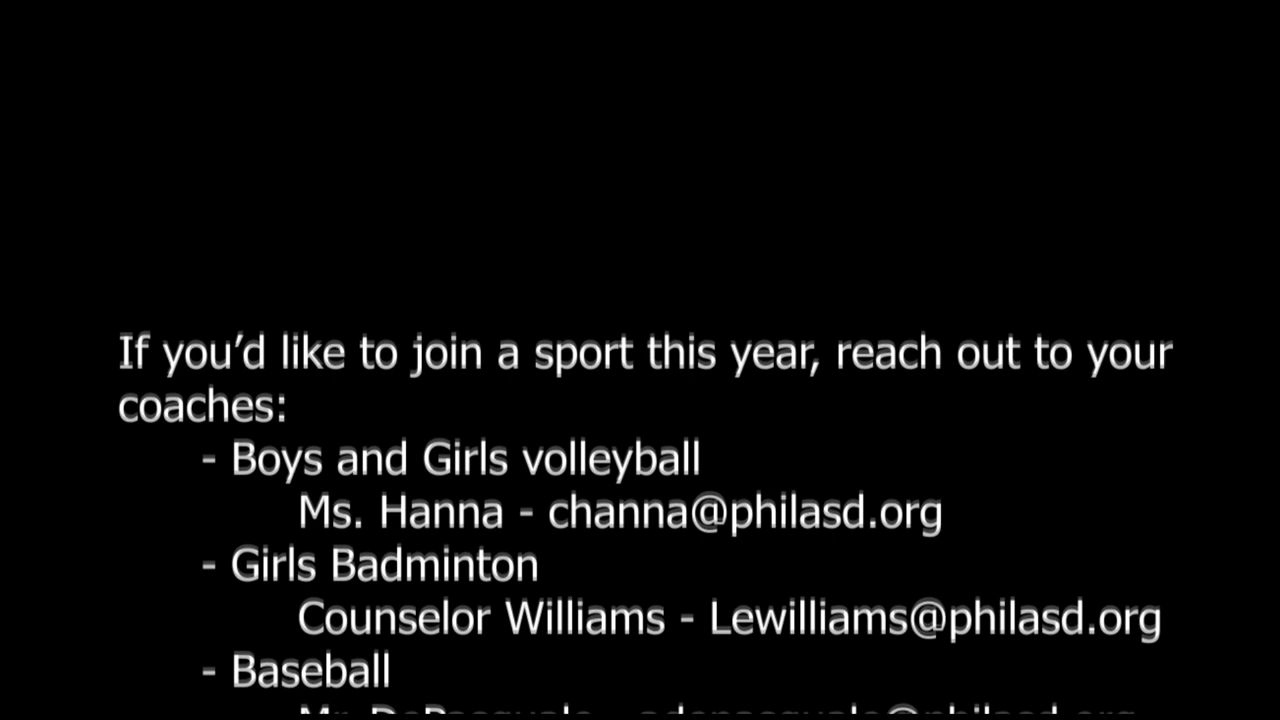 If you’d like to join a sport this year, reach out to your
coaches:
- Boys and Girls volleyball
Ms. Hanna - channa@philasd.org
- Girls Badminton
Counselor Williams - Lewilliams@philasd.org
- Baseball